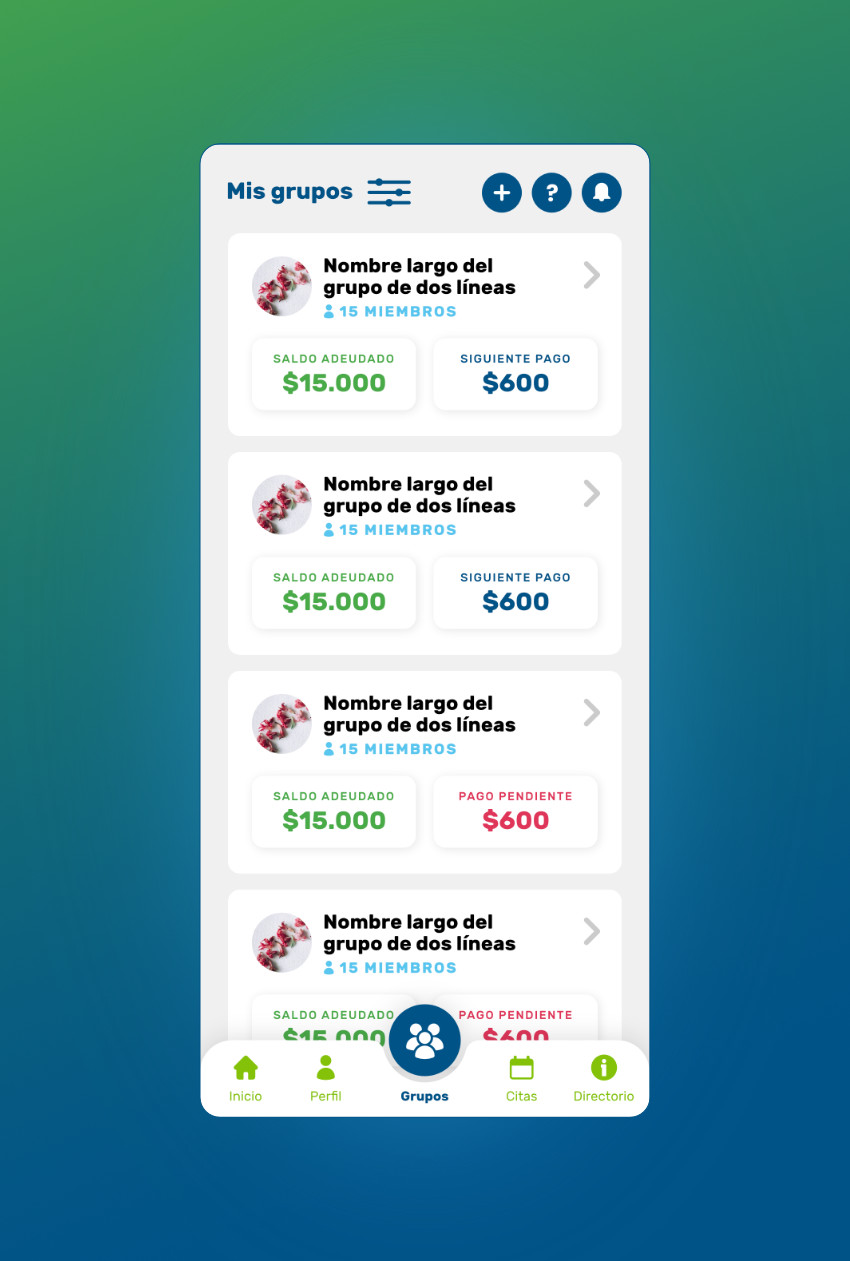 Mis grupos
?
Nombre largo del
grupo de dos líneas
15 MIEMBROS
SALDO ADEUDADO
$15.000
SIGUIENTE PAGO
$600
Nombre largo del
grupo de dos líneas
15 MIEMBROS
SALDO ADEUDADO
$15.000
SIGUIENTE PAGO
$600
Nombre largo del
grupo de dos líneas
15 MIEMBROS
SALDO ADEUDADO
$15.000
PAGO PENDIENTE
$600
Nombre largo del
grupo de dos líneas
15 MIEMBROS
SALDO ADEUDADO
$15.000
PAGO PENDIENTE
$600
Inicio
Perfil
Grupos
Citas
Directorio